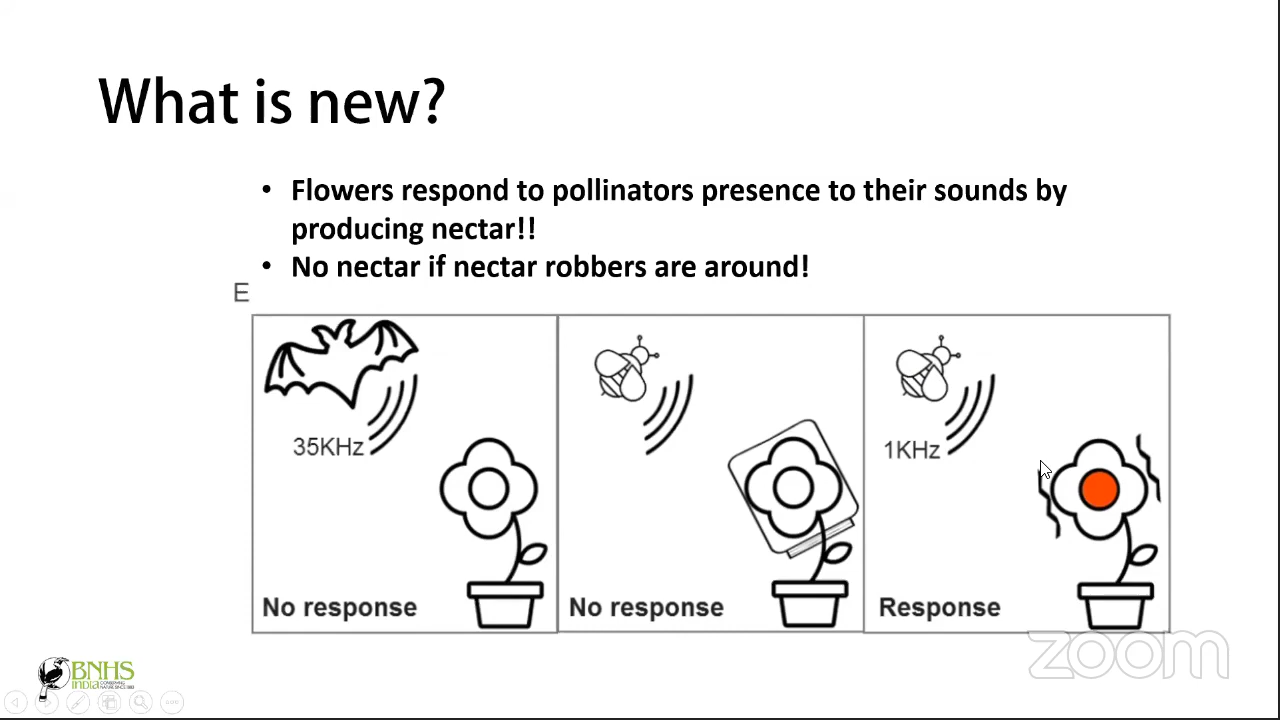 What is new?
• Flowers respond to pollinators presence to their sounds by
producing nectar!!
• No nectar if nectar robbers are around!
E
35KHz
1KHz
No response
No response
Response
zoom
BNHS
INDIA